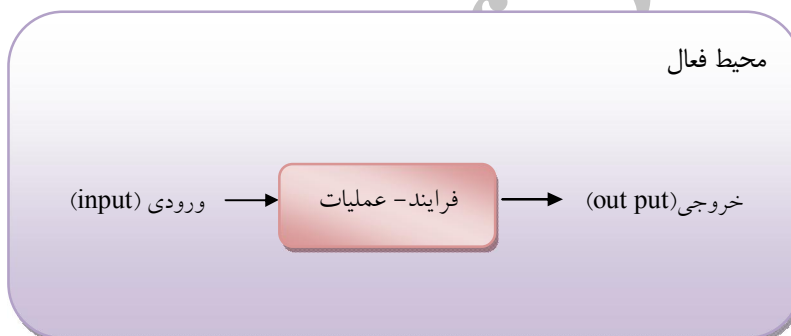 محیط فعال
ورودی (input)
فرایند- عملیات
خروجی(out put)